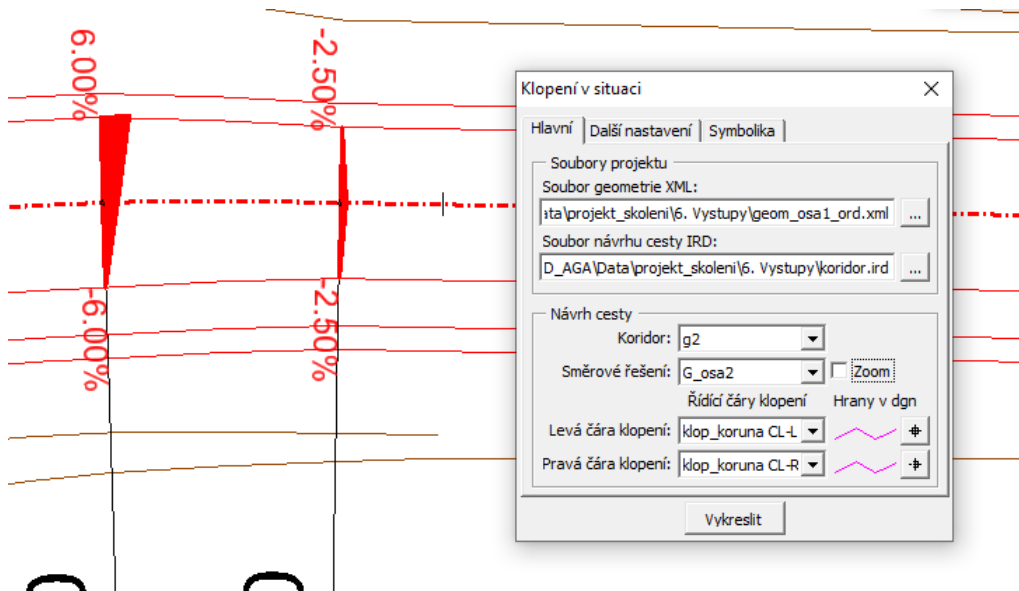 6.00%
-6.00%
-2.50%
-2.50%
Klopení v situaci
Hlavní
Další nastavení
Symbolika
Soubory projektu
Soubor geometrie XML:
ata\projekt_skoleni\6. Vystupy\geom_osa1_ord.xml
...
Soubor návrhu cesty IRD:
D_AGA\Data\projekt_skoleni\6. Vystupy\koridor.ird
...
Návrh cesty
Koridor: g2
Směrové řešení: G_osa2
Zoom
Řídící čáry klopení
Hrany v dgn
Levá čára klopení: klop_koruna CL-L
Pravá čára klopení: klop_koruna CL-R
Vykreslit